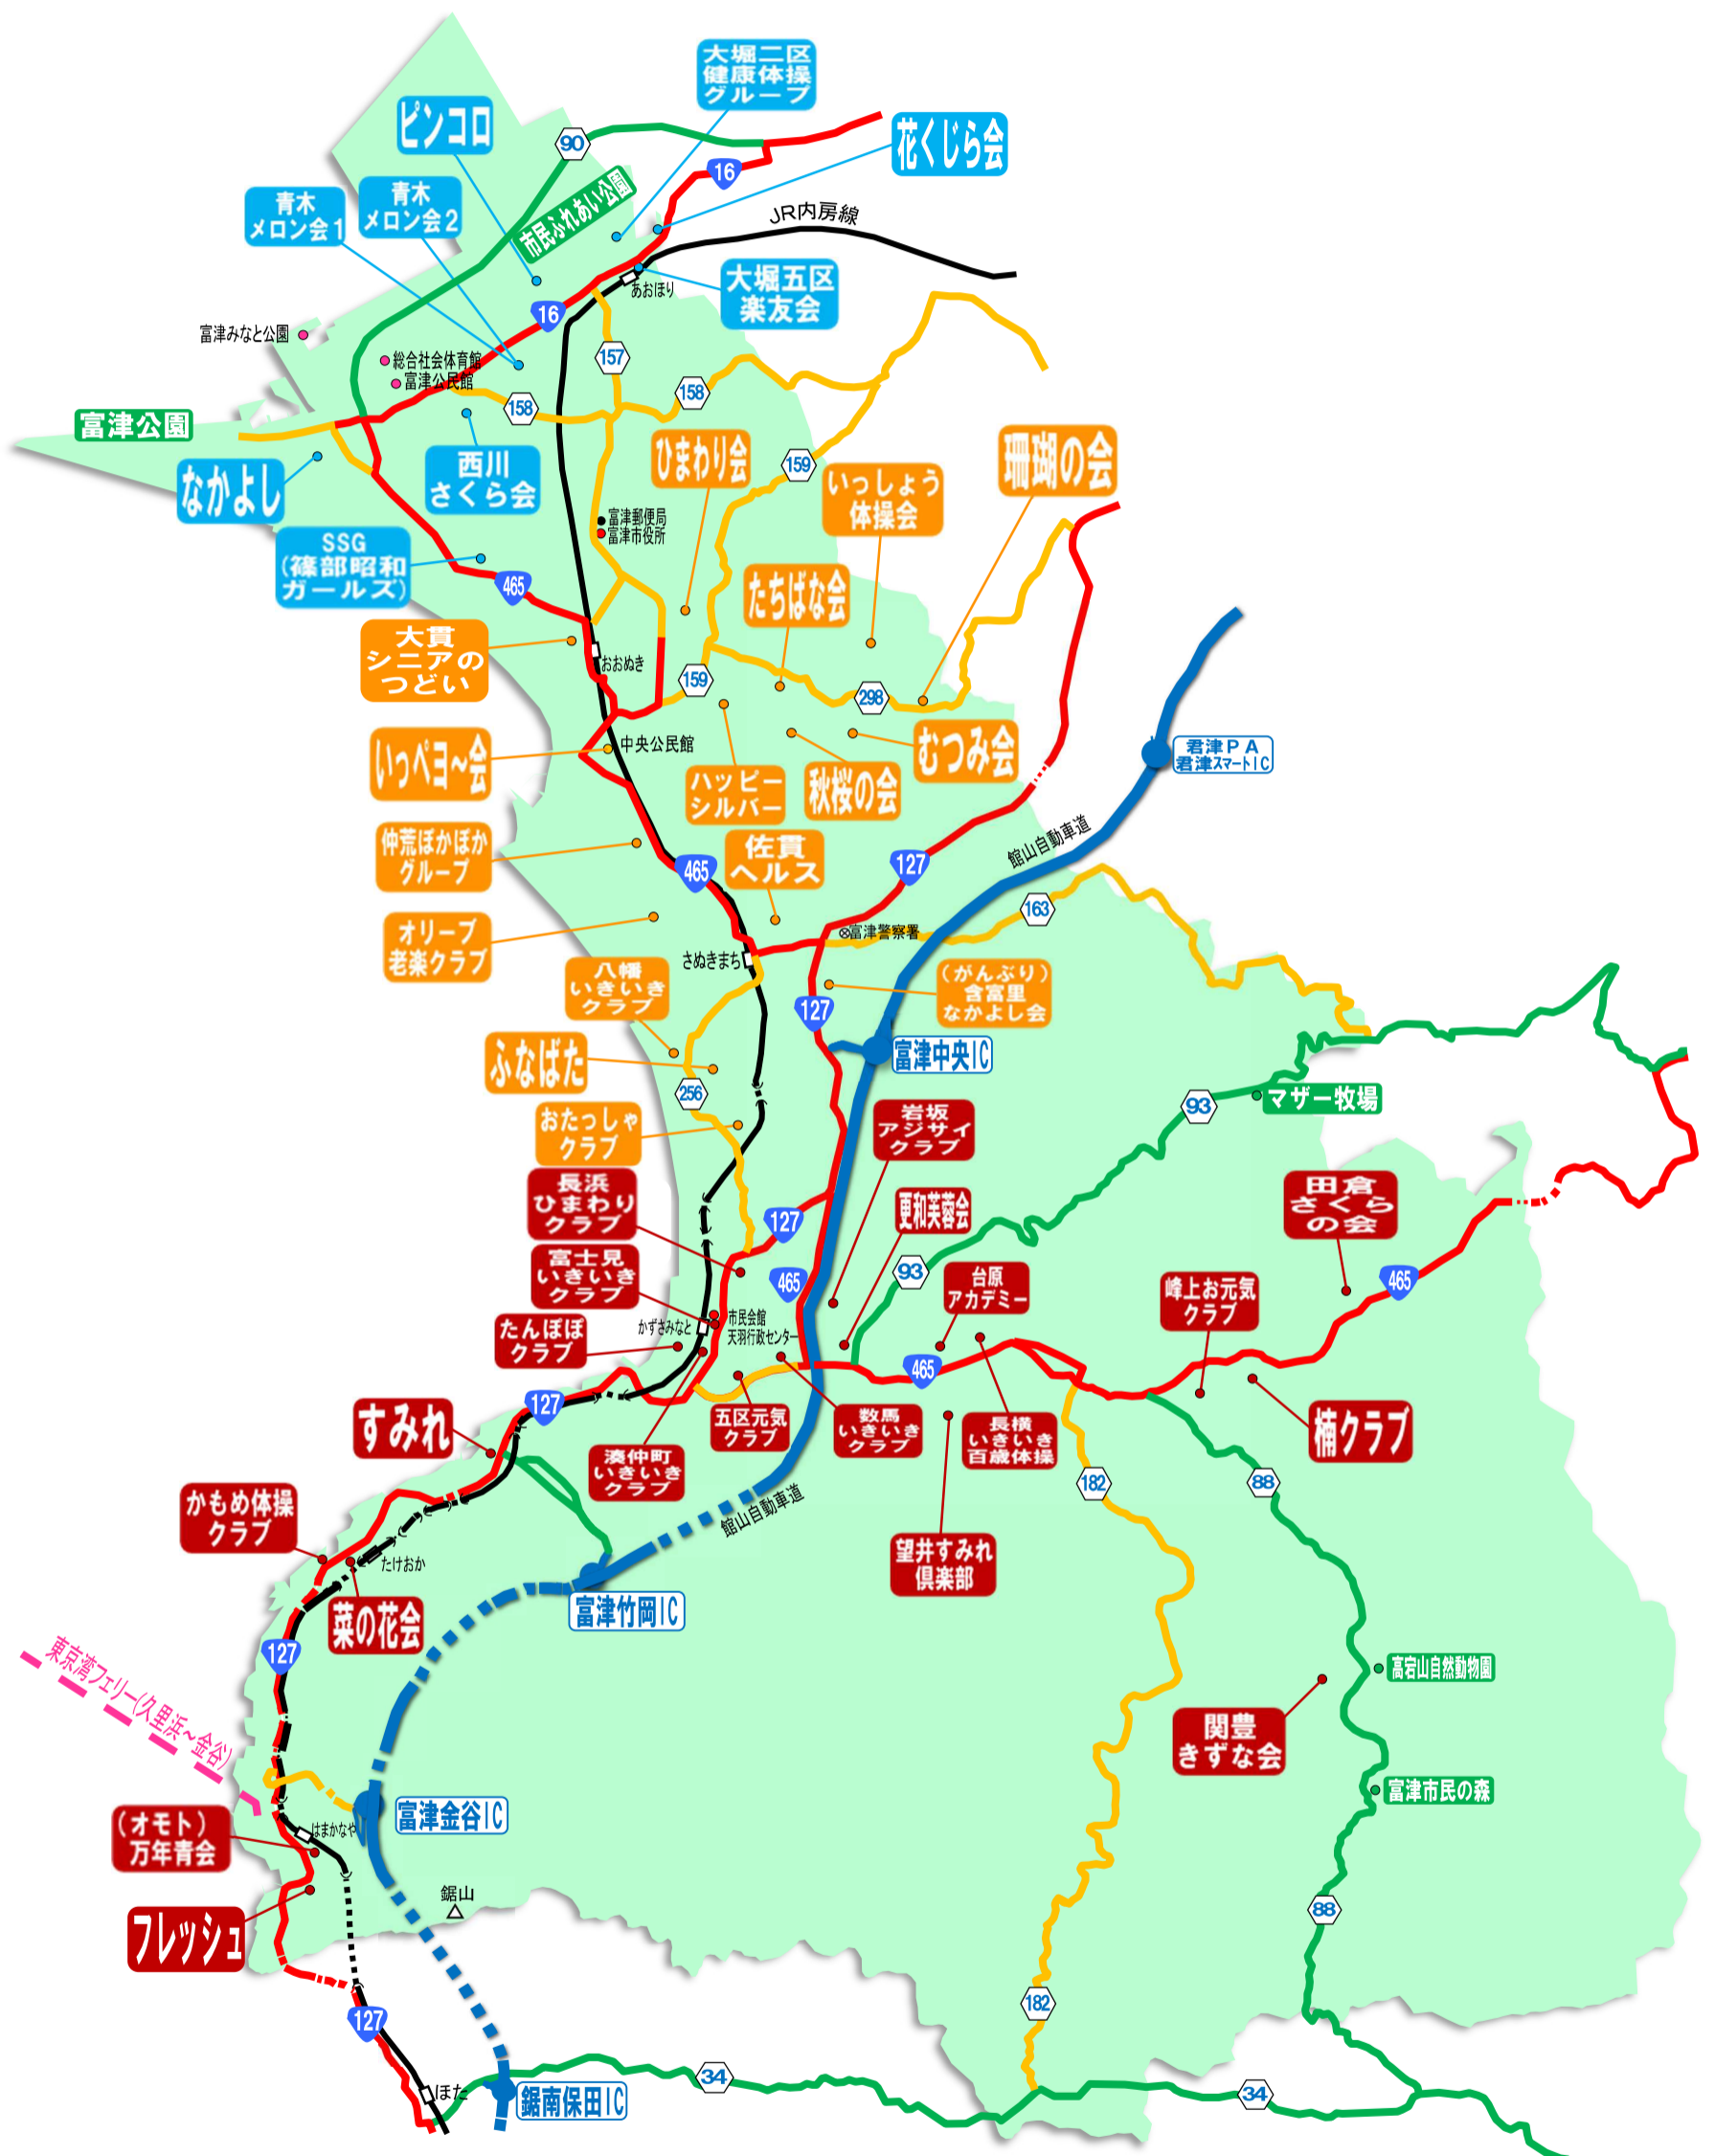 大堀二区
健康体操
グループ
ピンコロ
花くじら会
90
16
青木
メロン会1
青木
メロン会2
市民ふれあい公園
JR内房線
大堀五区
楽友会
あおほり
16
富津みなと公園
総合社会体育館
富津公民館
157
158
158
富津公園
なかよし
西川
さくら会
ひまわり会
159
いっしょう
体操会
珊瑚の会
富津郵便局
富津市役所
SSG
(篠部昭和
ガールズ)
465
たちばな会
大貫
シニアの
つどい
おおぬき
159
298
いっペヨ～会
中央公民館
ハッピー
シルバー
秋桜の会
むつみ会
君津PA
君津スマートIC
館山自動車道
仲荒ぽかぽか
グループ
465
佐貫
ヘルス
127
163
オリーブ
老楽クラブ
さぬきまち
富津警察署
八幡
いきいき
クラブ
(がんぶり)
含富里
なかよし会
127
富津中央IC
ふなばた
256
マザー牧場
93
おたっしゃ
クラブ
岩坂
アジサイ
クラブ
長浜
ひまわり
クラブ
127
更和芙蓉会
田倉
さくら
の会
富士見
いきいき
クラブ
465
93
台原
アカデミー
峰上お元気
クラブ
465
たんぽぽ
クラブ
かずさみなと
市民会館
天羽行政センター
465
127
すみれ
五区元気
クラブ
数馬
いきいき
クラブ
長横
いきいき
百歳体操
楠クラブ
湊仲町
いきいき
クラブ
182
88
かもめ体操
クラブ
館山自動車道
たけおか
望井すみれ
倶楽部
菜の花会
富津竹岡IC
127
東京湾フェリー(久里浜～金谷)
高宕山自然動物園
関豊
きずな会
富津市民の森
富津金谷IC
(オモト)
万年青会
はまかなや
フレッシュ
鋸山
88
127
182
ほた
鋸南保田IC
34
34